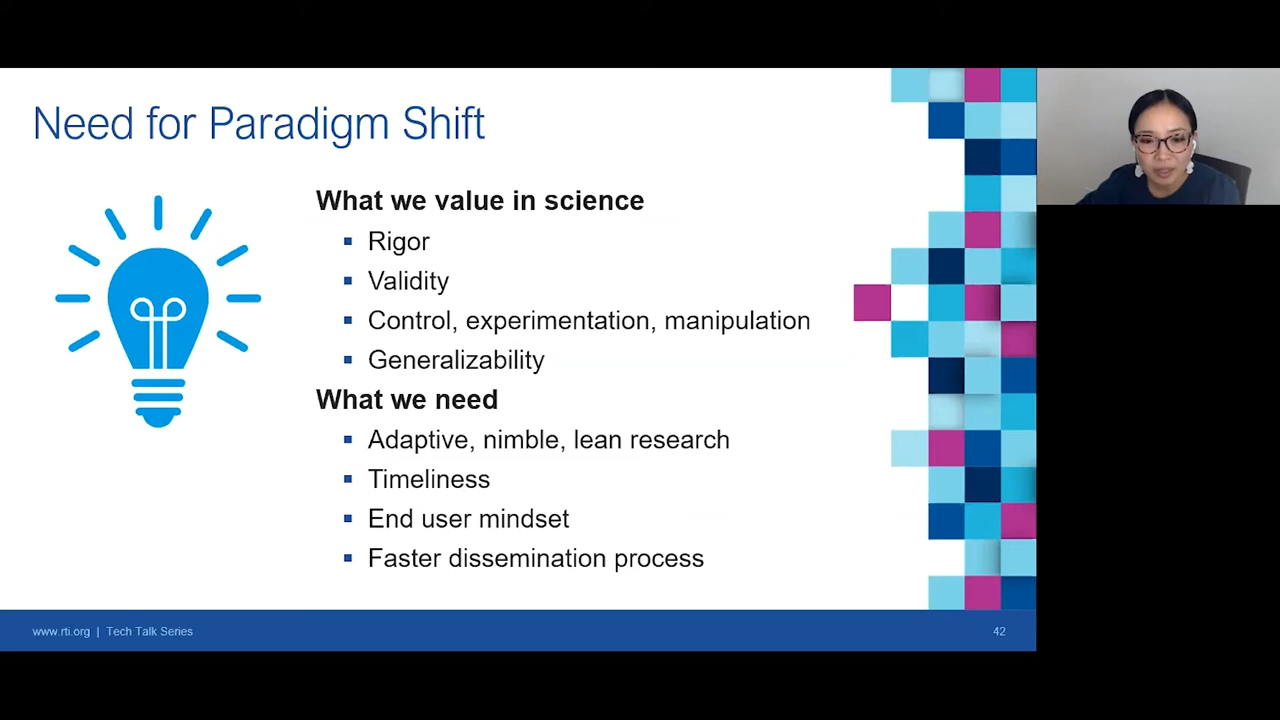 Need for Paradigm Shift
What we value in science
▪ Rigor
▪ Validity
▪ Control, experimentation, manipulation
▪ Generalizability
What we need
▪ Adaptive, nimble, lean research
▪ Timeliness
▪ End user mindset
▪ Faster dissemination process
www.rti.org | Tech Talk Series
42